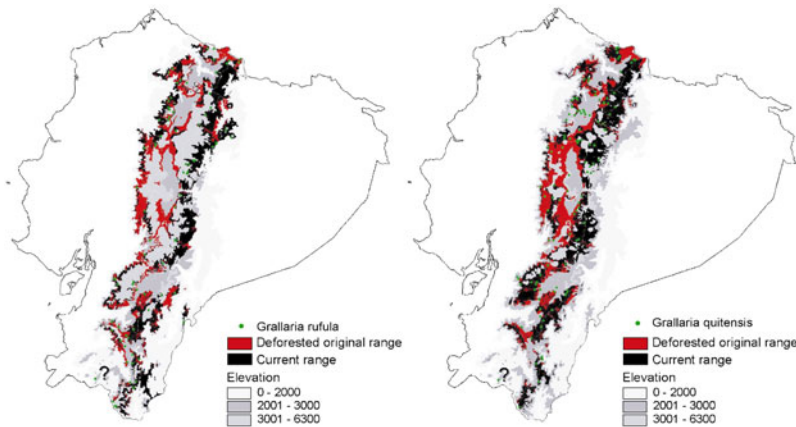 Grallaria rufula
Deforested original range
Current range
Elevation
0 - 2000
2001 - 3000
3001 - 6300
?
Grallaria quitensis
Deforested original range
Current range
Elevation
0 - 2000
2001 - 3000
3001 - 6300
?